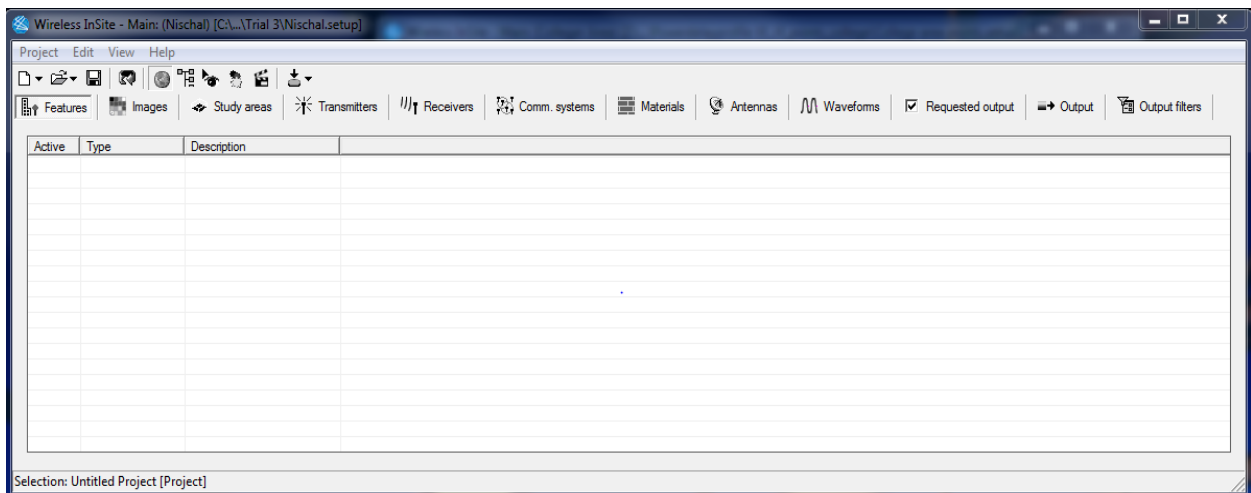 Wireless InSite - Main: (Nischal) [C:\...\Trial 3\Nischal.setup]
Project Edit View Help
Features Images Study areas Transmitters Receivers Comm. systems Materials Antennas Waveforms Requested output Output Output filters
Active Type Description
Selection: Untitled Project [Project]